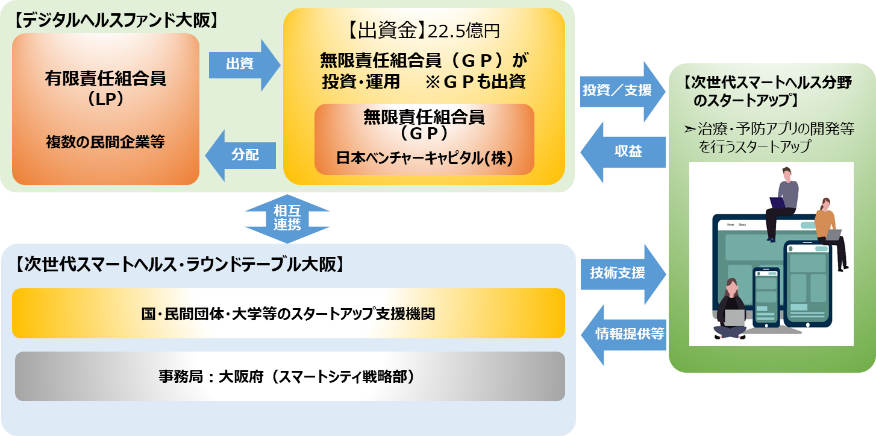 【デジタルヘルスファンド大阪】
有限責任組合員
（LP）
複数の民間企業等
出資
分配
【出資金】22.5億円
無限責任組合員（ＧＰ）が
投資・運用　※ＧＰも出資
無限責任組合員
（ＧＰ）
日本ベンチャーキャピタル(株)
投資／支援
収益
【次世代スマートヘルス分野
のスタートアップ】
➣治療・予防アプリの開発等
を行うスタートアップ
相互
連携
【次世代スマートヘルス・ラウンドテーブル大阪】
国・民間団体・大学等のスタートアップ支援機関
事務局：大阪府（スマートシティ戦略部）
技術支援
情報提供等